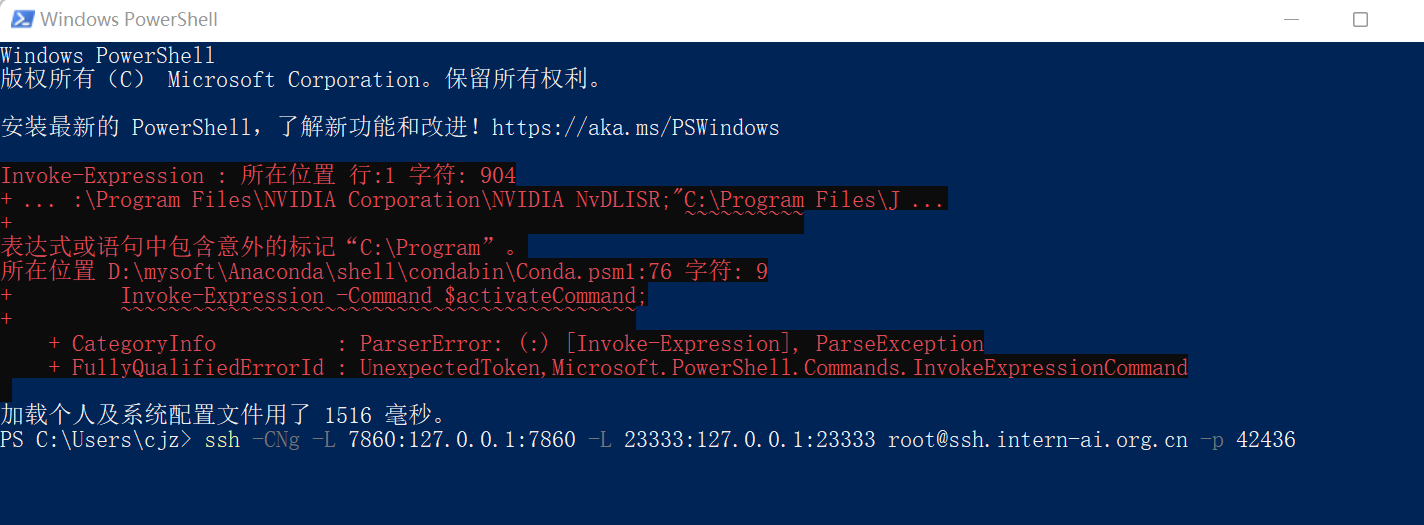 Windows PowerShell
Windows PowerShell
版权所有（C） Microsoft Corporation。保留所有权利。
安装最新的 PowerShell，了解新功能和改进！https://aka.ms/PSWindows
Invoke-Expression : 所在位置 行:1 字符: 904
+ ... :\Program Files\NVIDIA Corporation\NVIDIA NvDLISR;"C:\Program Files\J ...
+                                                         ~~~~~~~~~~
表达式或语句中包含意外的标记“C:\Program”。
所在位置 D:\mysoft\Anaconda\shell\condabin\Conda.psm1:76 字符: 9
+         Invoke-Expression -Command $activateCommand;
+         ~~~~~~~~~~~~~~~~~~~~~~~~~~~~~~~~~~~~~~~~~~~
    + CategoryInfo          : ParserError: (:) [Invoke-Expression], ParseException
    + FullyQualifiedErrorId : UnexpectedToken,Microsoft.PowerShell.Commands.InvokeExpressionCommand
加载个人及系统配置文件用了 1516 毫秒。
PS C:\Users\cjz> ssh -CNg -L 7860:127.0.0.1:7860 -L 23333:127.0.0.1:23333 root@ssh.intern-ai.org.cn -p 42436